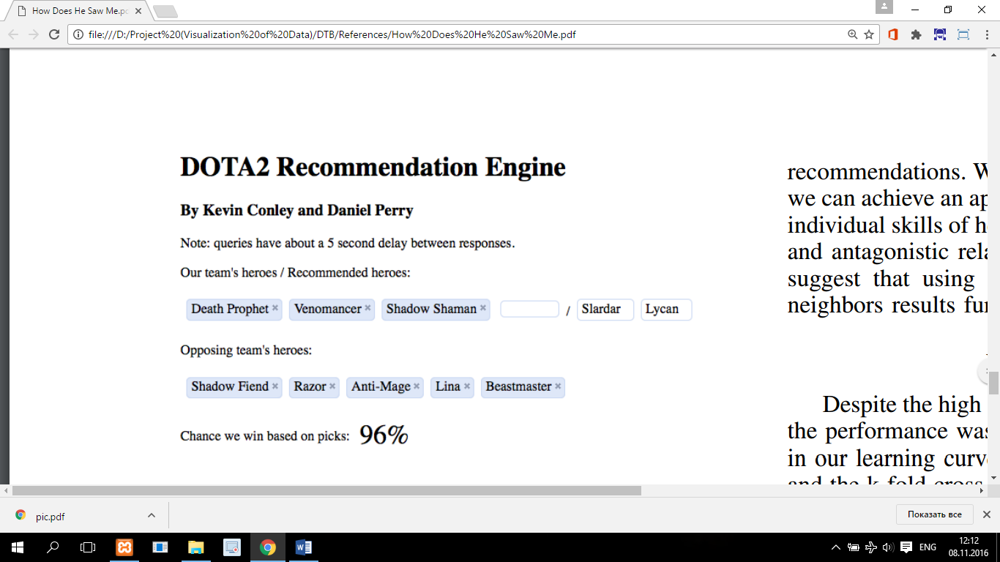 How Does He Saw Me.pd
file:///D:/Project%20(Visualization%20of%20Data)/DTB/References/How%20Does%20He%20Saw%20Me.pdf
DOTA2 Recommendation Engine
By Kevin Conley and Daniel Perry
Note: queries have about a 5 second delay between responses.
Our team's heroes / Recommended heroes:
Death Prophet × Venomancer × Shadow Shaman × / Slardar Lycan
Opposing team's heroes:
Shadow Fiend × Razor × Anti-Mage × Lina × Beastmaster ×
Chance we win based on picks: 96%
recommendations. W
we can achieve an ap
individual skills of h
and antagonistic rela
suggest that using
neighbors results fu
Despite the high
the performance was
in our learning curv
and the k-fold cross
pic.pdf
Показать все
ENG
12:12
08.11.2016